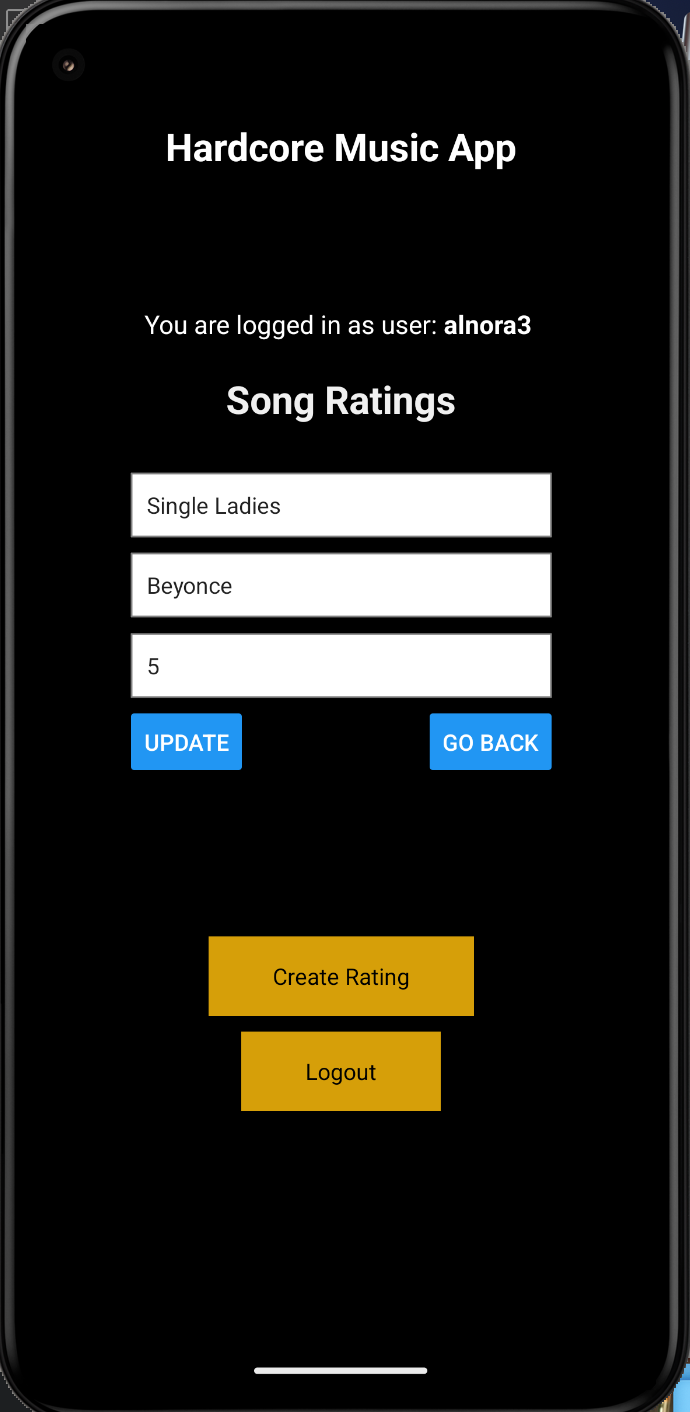 Hardcore Music App
You are logged in as user: alnora3
Song Ratings
Single Ladies
Beyonce
5
UPDATE GO BACK
Create Rating
Logout